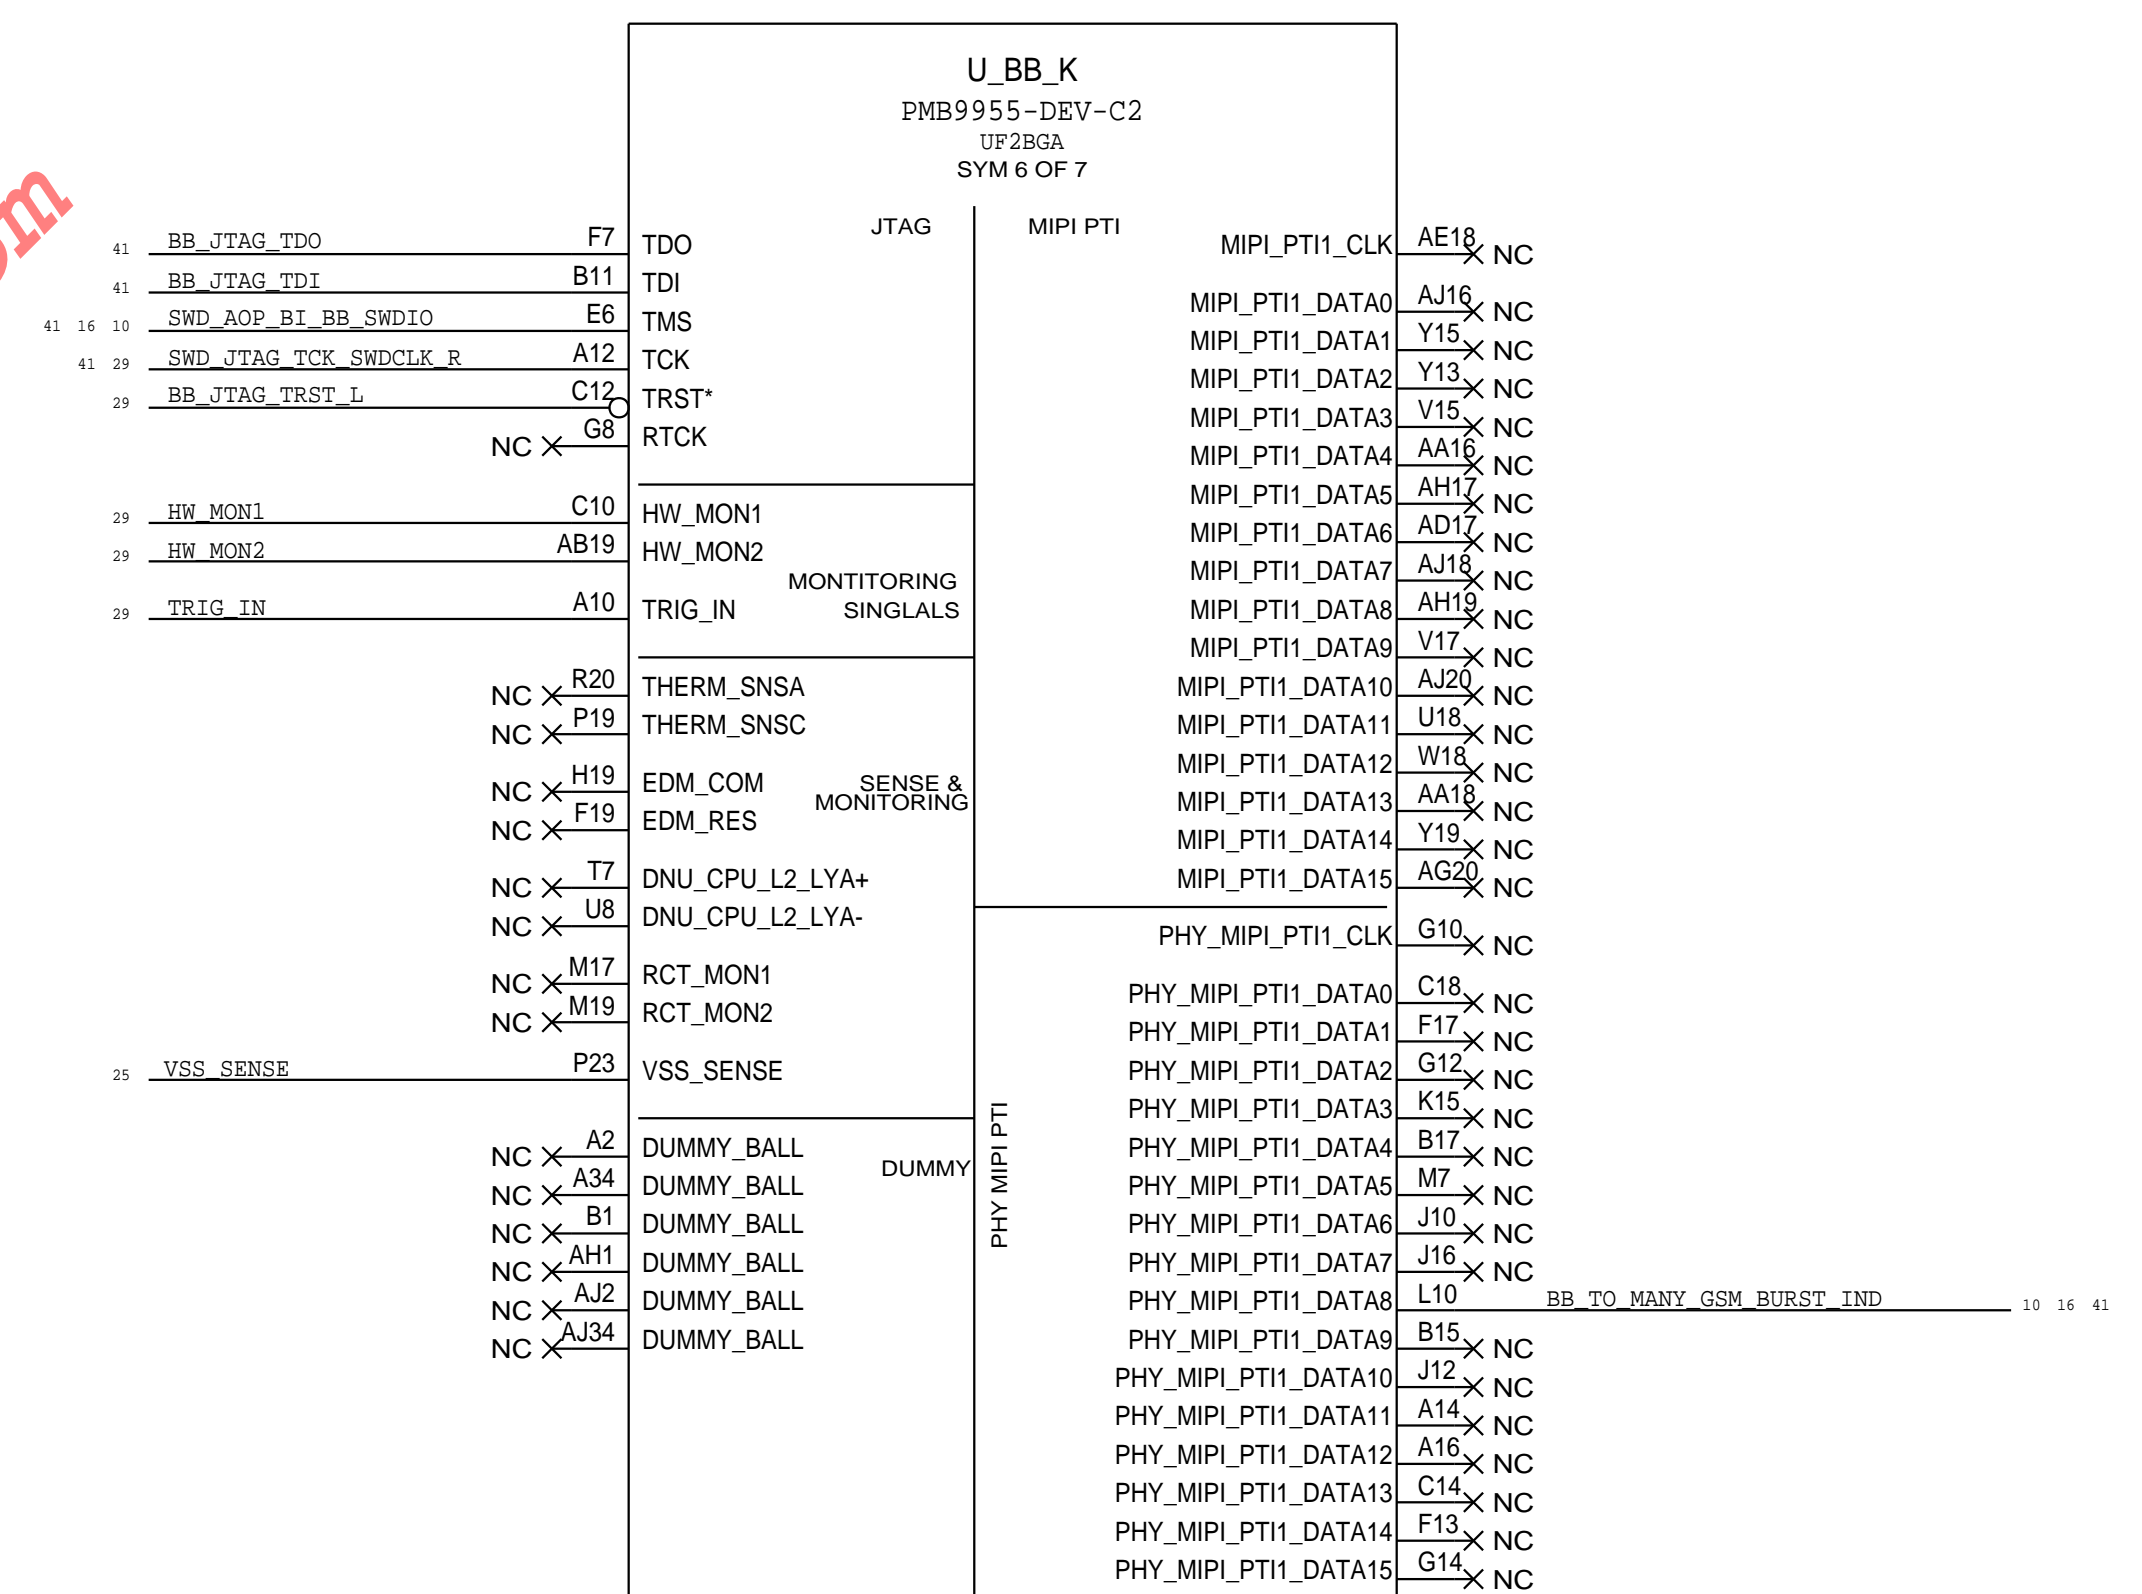 U_BB_K
PMB9955-DEV-C2
UF2BGA
SYM 6 OF 7
om
JTAG
41 BB_JTAG_TDO F7 TDO
41 BB_JTAG_TDI B11 TDI
41 16 10 SWD_AOP_BI_BB_SWDIO E6 TMS
41 29 SWD_JTAG_TCK_SWDCLK_R A12 TCK
29 BB_JTAG_TRST_L C12 TRST*
NC G8 RTCK
29 HW_MON1 C10 HW_MON1
29 HW_MON2 AB19 HW_MON2
MONTITORING
SINGLALS
29 TRIG_IN A10 TRIG_IN
NC R20 THERM_SNSA
NC P19 THERM_SNSC
SENSE &
MONITORING
NC H19 EDM_COM
NC F19 EDM_RES
NC T7 DNU_CPU_L2_LYA+
NC U8 DNU_CPU_L2_LYA-
NC M17 RCT_MON1
NC M19 RCT_MON2
25 VSS_SENSE P23 VSS_SENSE
DUMMY
NC A2 DUMMY_BALL
NC A34 DUMMY_BALL
NC B1 DUMMY_BALL
NC AH1 DUMMY_BALL
NC AJ2 DUMMY_BALL
NC AJ34 DUMMY_BALL
MIPI PTI
MIPI_PTI1_CLK AE18 NC
MIPI_PTI1_DATA0 AJ16 NC
MIPI_PTI1_DATA1 Y15 NC
MIPI_PTI1_DATA2 Y13 NC
MIPI_PTI1_DATA3 V15 NC
MIPI_PTI1_DATA4 AA16 NC
MIPI_PTI1_DATA5 AH17 NC
MIPI_PTI1_DATA6 AD17 NC
MIPI_PTI1_DATA7 AJ18 NC
MIPI_PTI1_DATA8 AH19 NC
MIPI_PTI1_DATA9 V17 NC
MIPI_PTI1_DATA10 AJ20 NC
MIPI_PTI1_DATA11 U18 NC
MIPI_PTI1_DATA12 W18 NC
MIPI_PTI1_DATA13 AA18 NC
MIPI_PTI1_DATA14 Y19 NC
MIPI_PTI1_DATA15 AG20 NC
PHY MIPI PTI
PHY_MIPI_PTI1_CLK G10 NC
PHY_MIPI_PTI1_DATA0 C18 NC
PHY_MIPI_PTI1_DATA1 F17 NC
PHY_MIPI_PTI1_DATA2 G12 NC
PHY_MIPI_PTI1_DATA3 K15 NC
PHY_MIPI_PTI1_DATA4 B17 NC
PHY_MIPI_PTI1_DATA5 M7 NC
PHY_MIPI_PTI1_DATA6 J10 NC
PHY_MIPI_PTI1_DATA7 J16 NC
PHY_MIPI_PTI1_DATA8 L10 BB_TO_MANY_GSM_BURST_IND 10 16 41
PHY_MIPI_PTI1_DATA9 B15 NC
PHY_MIPI_PTI1_DATA10 J12 NC
PHY_MIPI_PTI1_DATA11 A14 NC
PHY_MIPI_PTI1_DATA12 A16 NC
PHY_MIPI_PTI1_DATA13 C14 NC
PHY_MIPI_PTI1_DATA14 F13 NC
PHY_MIPI_PTI1_DATA15 G14 NC